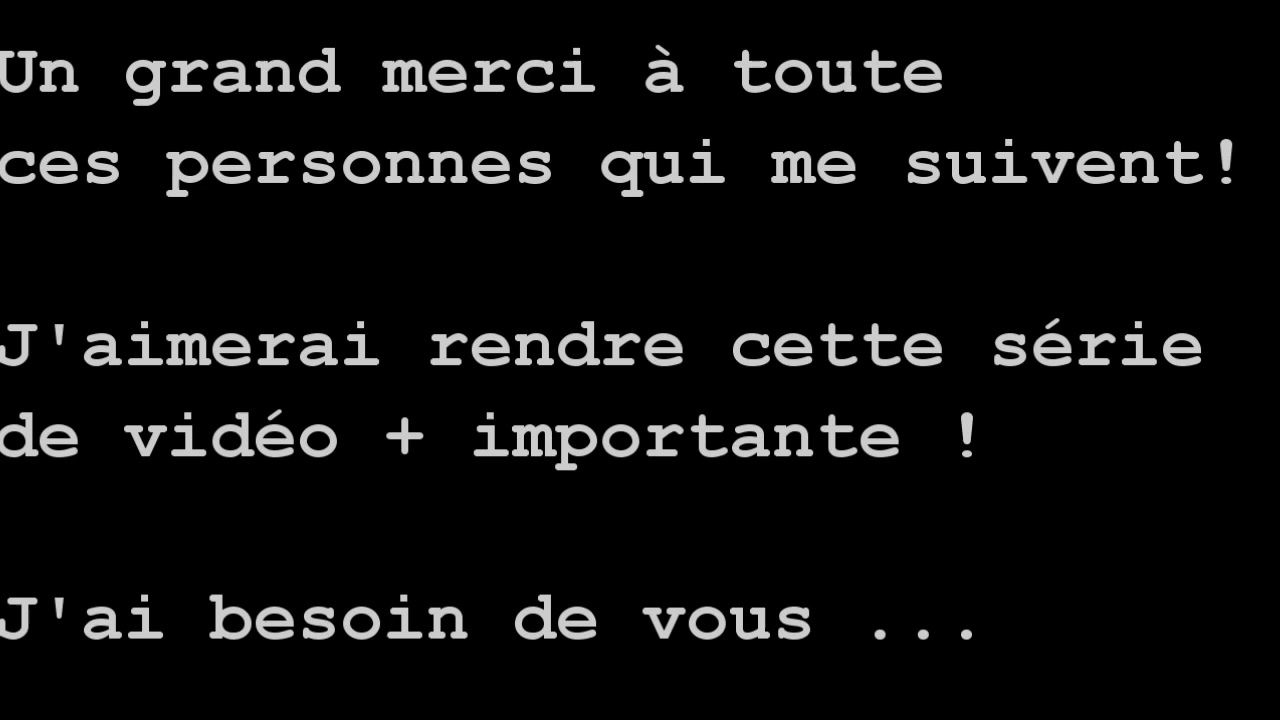 Un grand merci à toute
ces personnes qui me suivent!
J'aimerai rendre cette série
de vidéo + importante !
J'ai besoin de vous ...